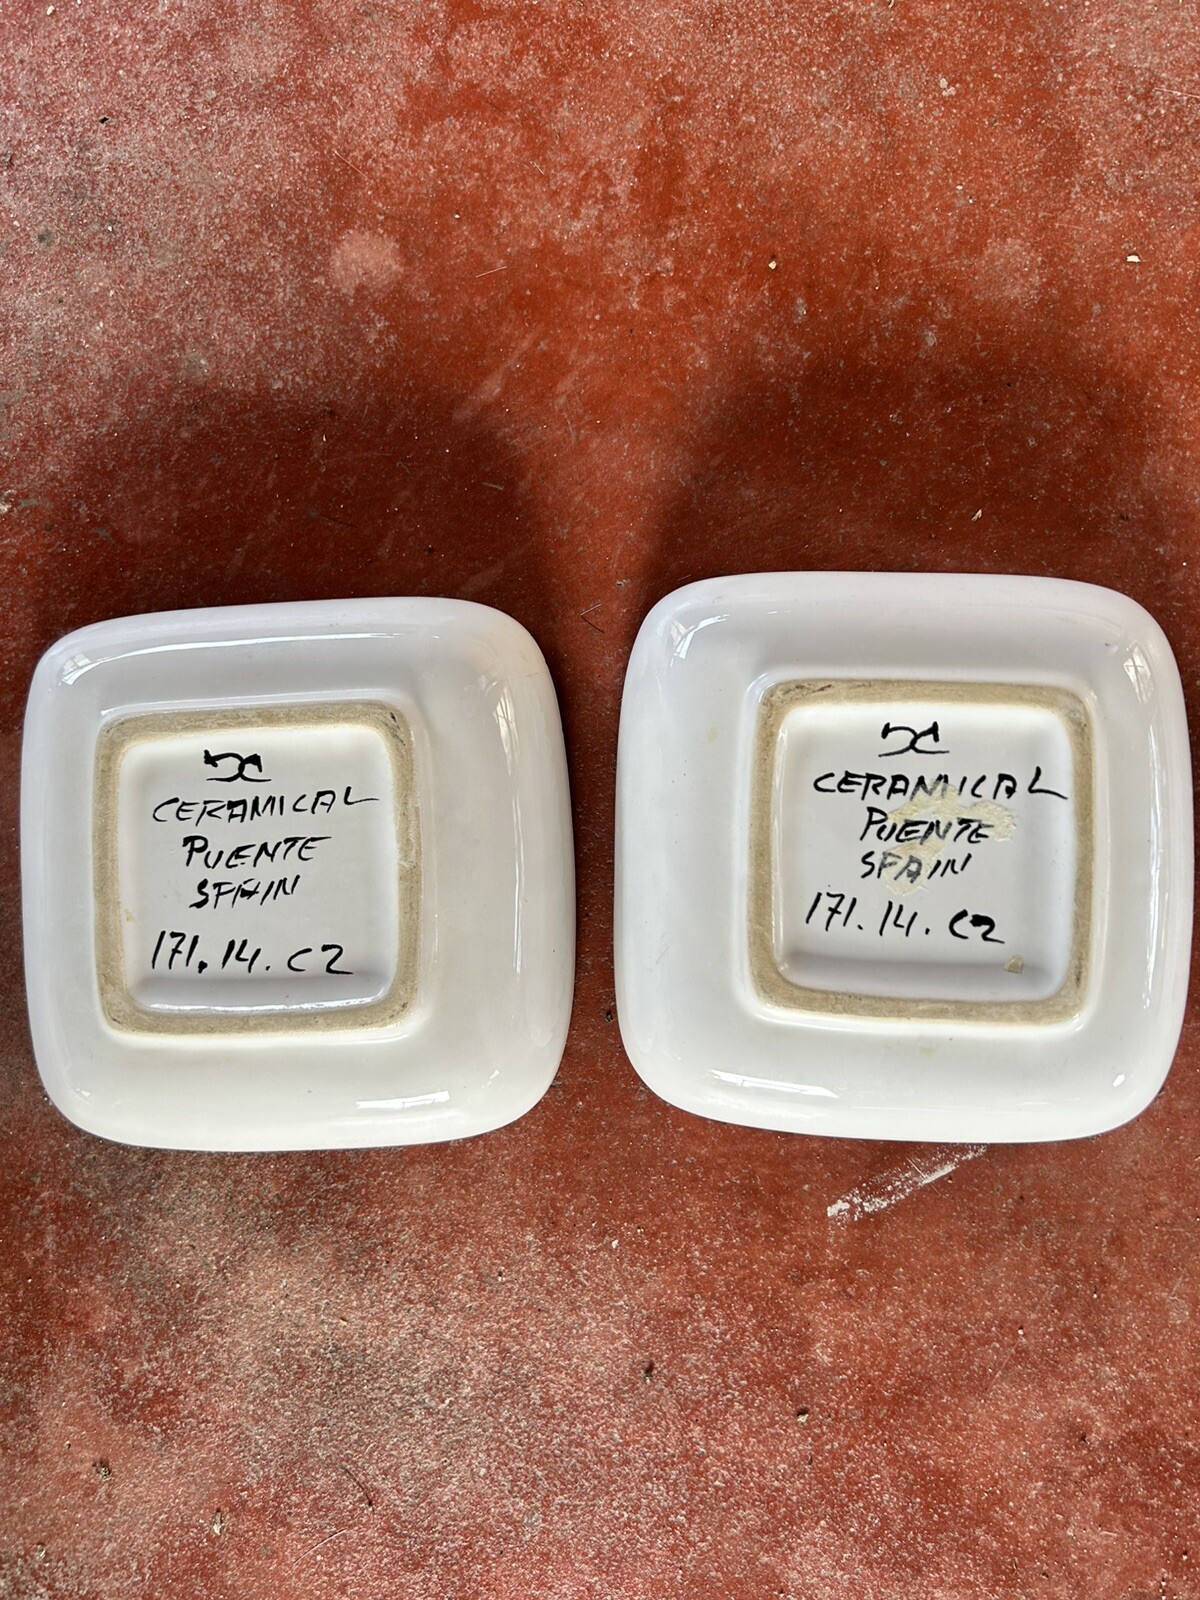 CERAMICAL
PUENTE
SPAIN
171.14.C2
CERAMICAL
PUENTE
SPAIN
171.14.C2